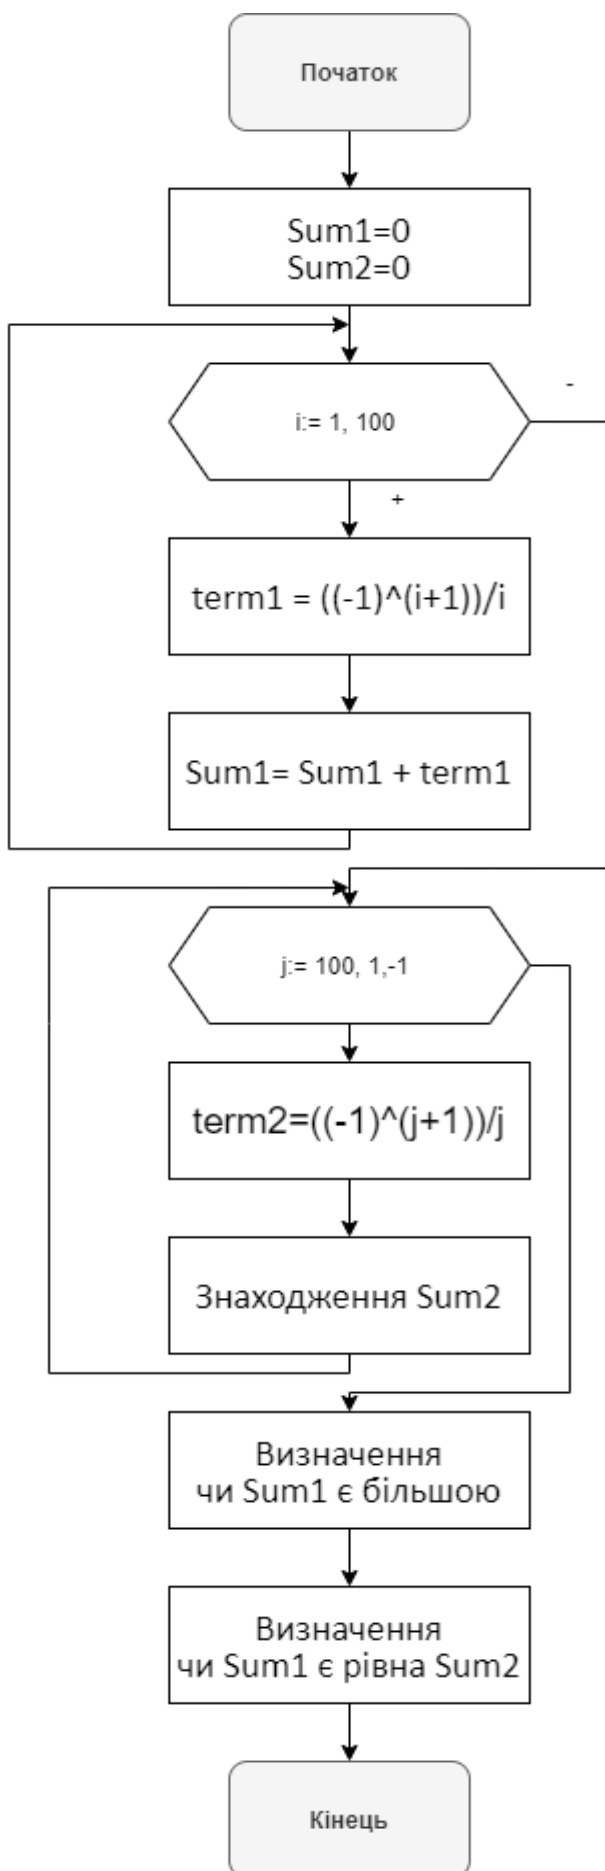 Початок
Sum1=0
Sum2=0
-
i:= 1, 100
+
term1 = ((-1)^(i+1))/i
Sum1= Sum1 + term1
j:= 100, 1,-1
term2=((-1)^(j+1))/j
Знаходження Sum2
Визначення
чи Sum1 є більшою
Визначення
чи Sum1 є рівна Sum2
Кінець